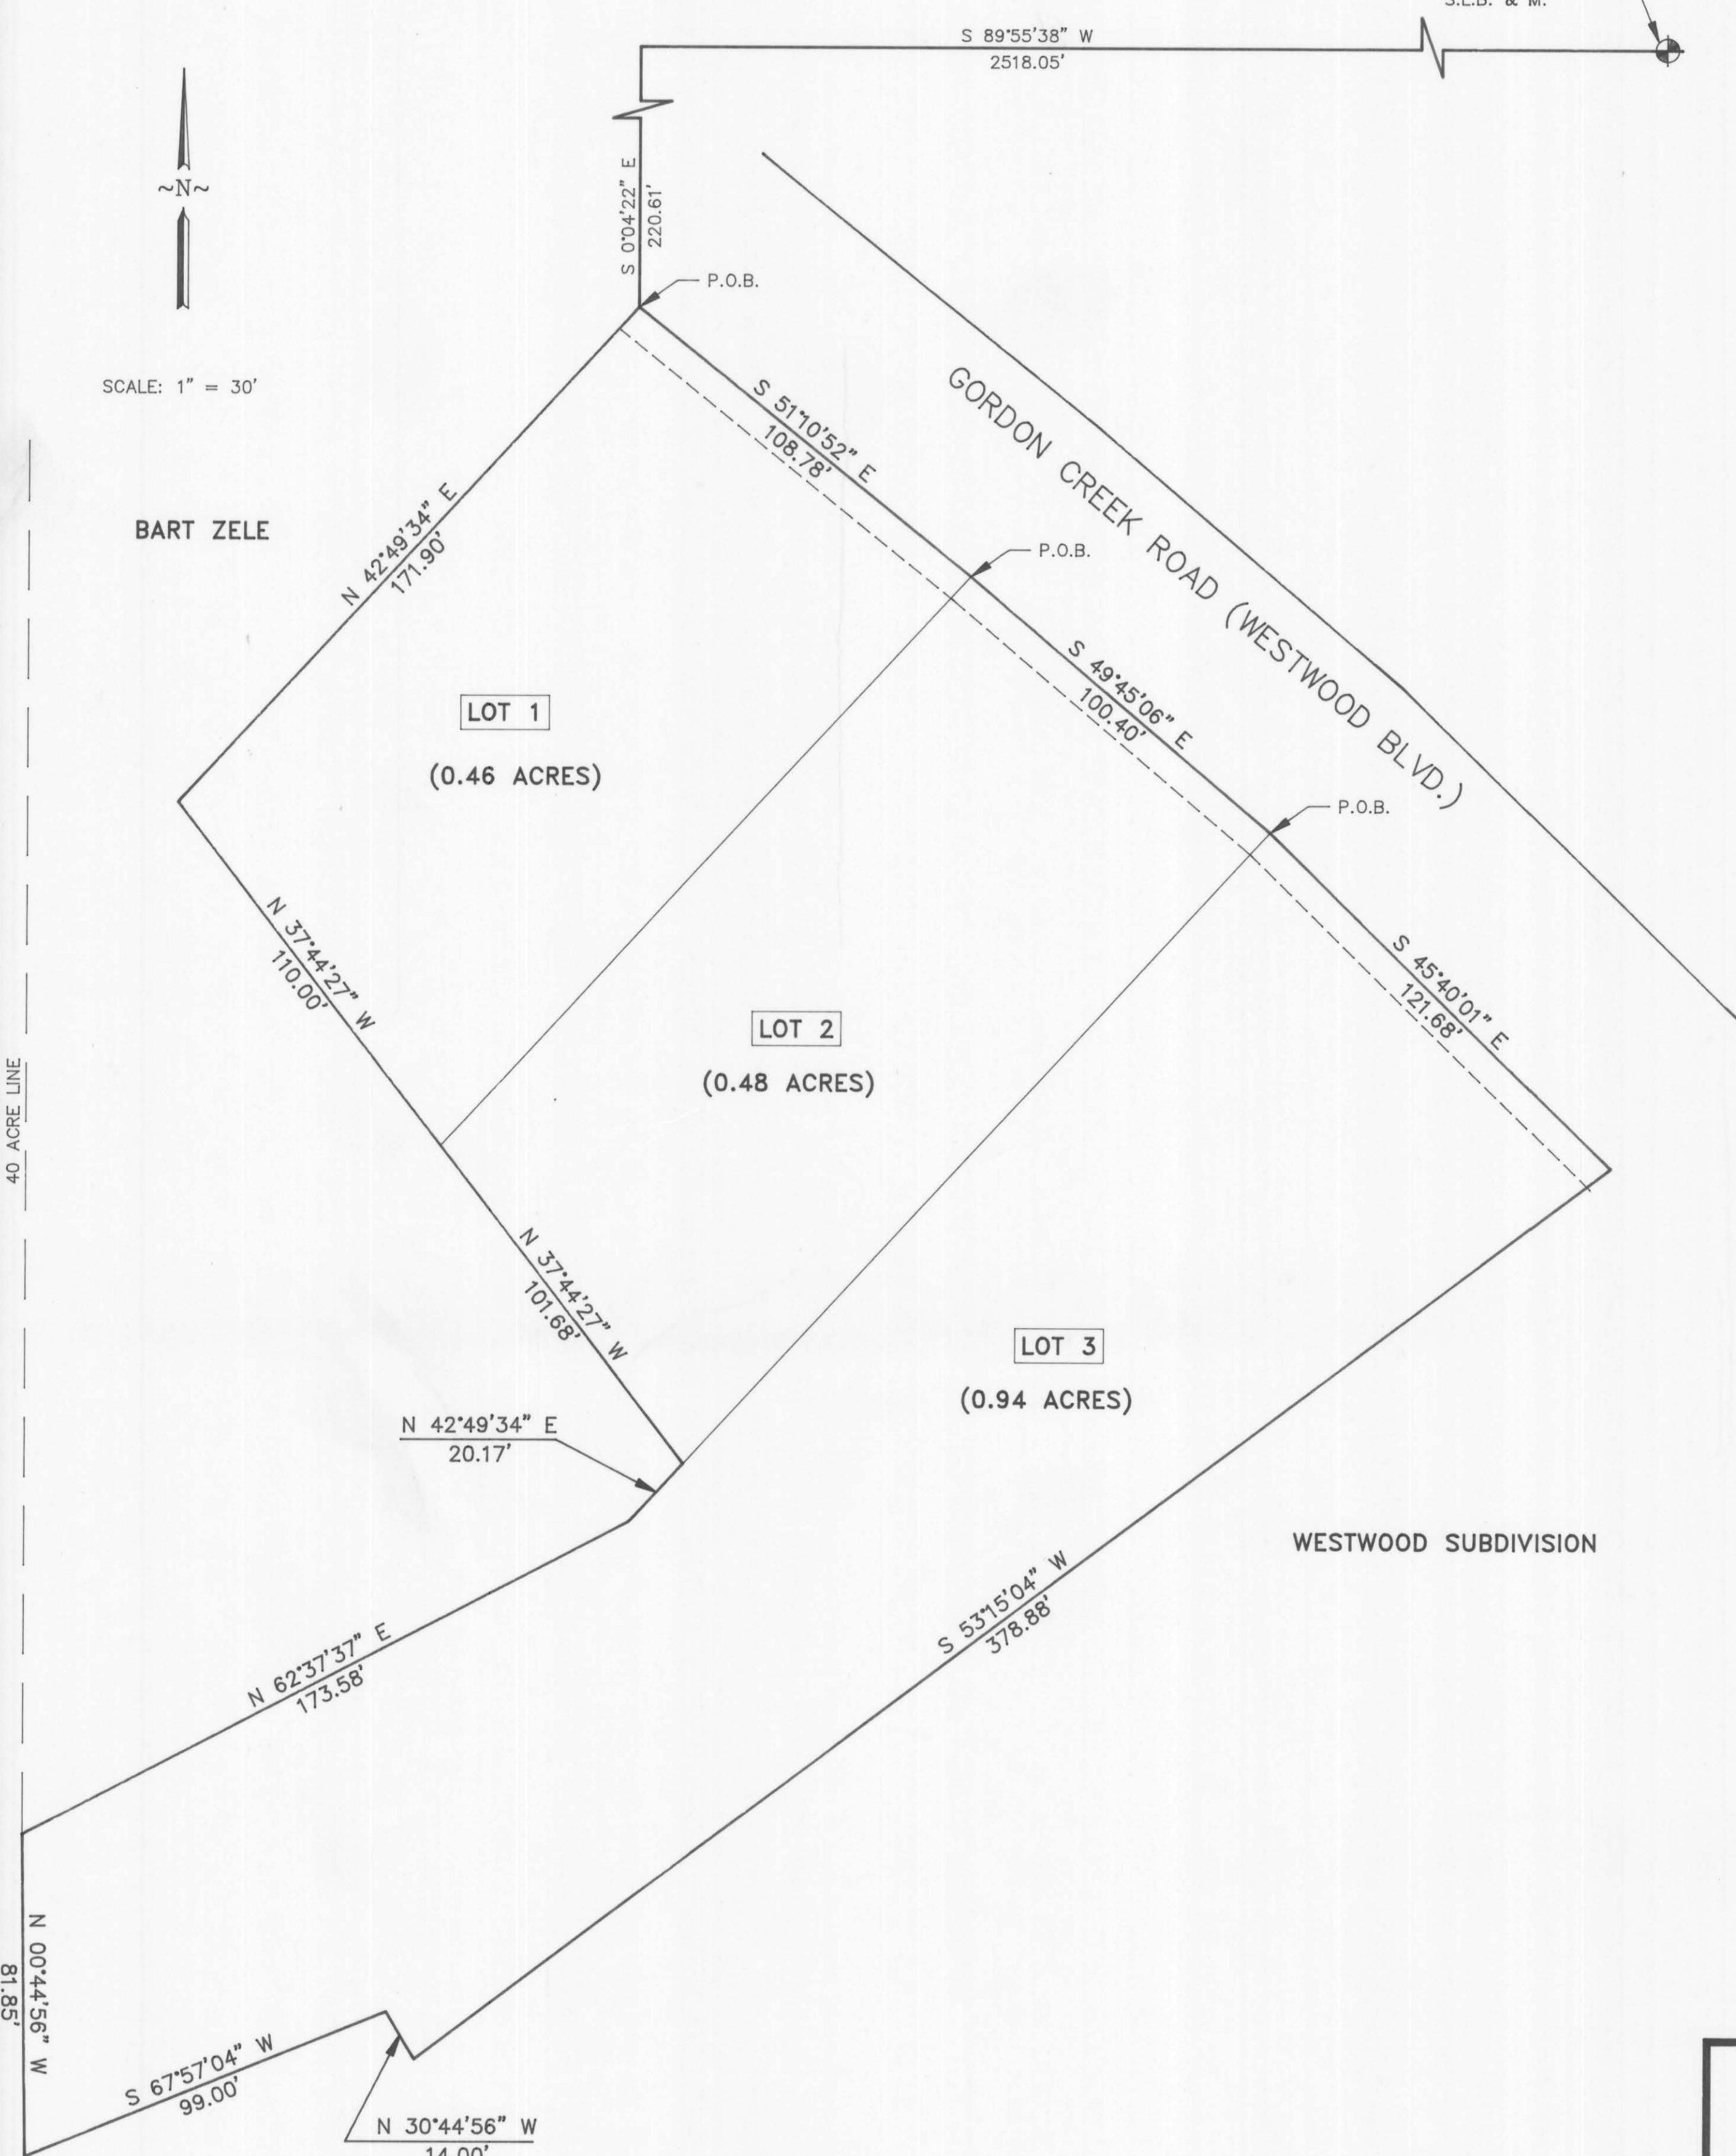 S.L.B. & M.
S 89°55'38" W
2518.05'
~N~
S 0°04'22" E
220.61'
P.O.B.
SCALE: 1" = 30'
GORDON CREEK ROAD (WESTWOOD BLVD.)
S 51°10'52" E
108.78'
BART ZELE
N 42°49'34" E
171.90'
P.O.B.
S 49°45'06" E
100.40'
LOT 1
(0.46 ACRES)
P.O.B.
N 37°44'27" W
110.00'
S 45°40'01" E
121.68'
LOT 2
(0.48 ACRES)
40 ACRE LINE
N 37°44'27" W
101.68'
LOT 3
(0.94 ACRES)
N 42°49'34" E
20.17'
WESTWOOD SUBDIVISION
S 53°15'04" W
378.88'
N 62°37'37" E
173.58'
N 00°44'56" W
81.85'
S 67°57'04" W
99.00'
N 30°44'56" W
14.00'